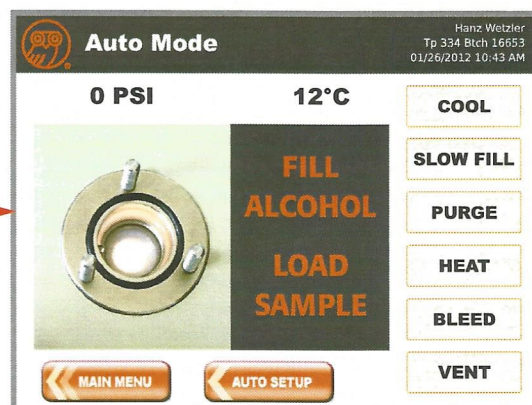 Auto Mode
Hanz Wetzler
Tp 334 Btch 16653
01/26/2012 10:43 AM
0 PSI
12°C
FILL
ALCOHOL
LOAD
SAMPLE
COOL
SLOW FILL
PURGE
HEAT
BLEED
VENT
MAIN MENU
AUTO SETUP